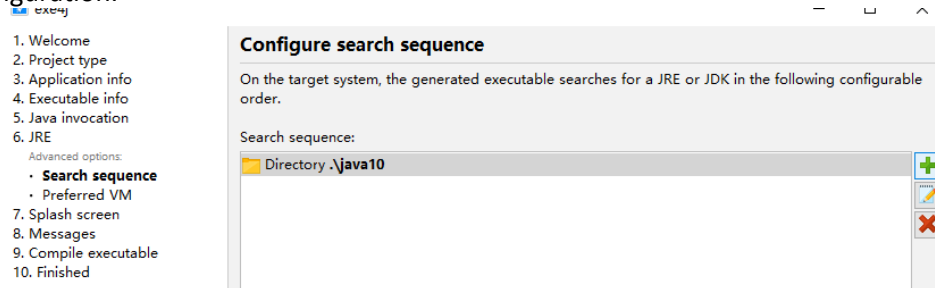 exe4j
1. Welcome
2. Project type
3. Application info
4. Executable info
5. Java invocation
6. JRE
Advanced options:
· Search sequence
· Preferred VM
7. Splash screen
8. Messages
9. Compile executable
10. Finished
Configure search sequence
On the target system, the generated executable searches for a JRE or JDK in the following configurable
order.
Search sequence:
Directory .\java10